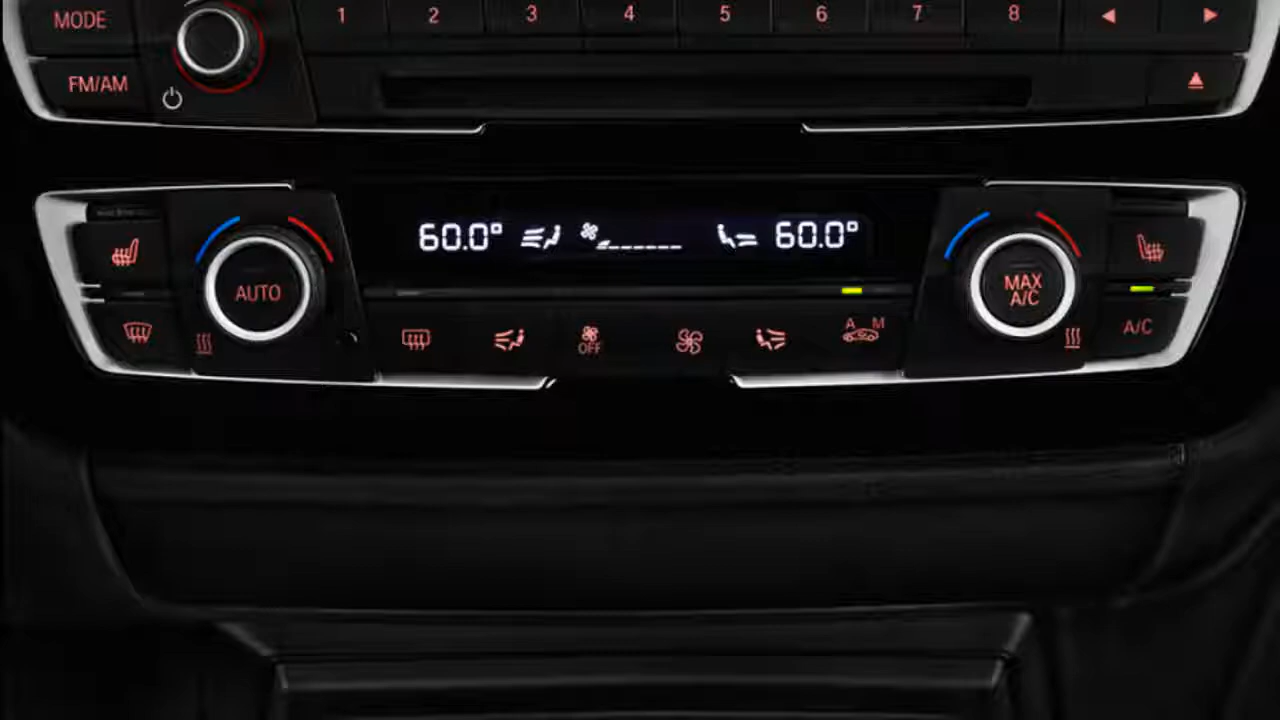 MODE 1 2 3 4 5 6 7 8
FM/AM
60.0° 60.0°
AUTO
MAX
A/C
OFF
A M
A/C